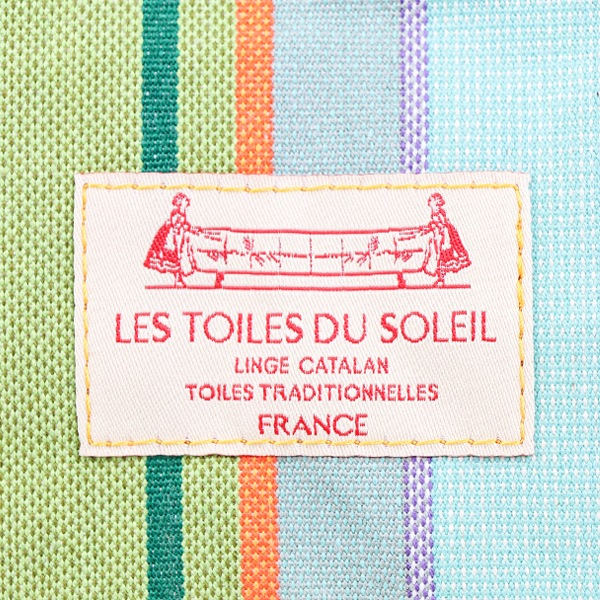 LES TOILES DU SOLEIL
LINGE CATALAN
TOILES TRADITIONNELLES
FRANCE